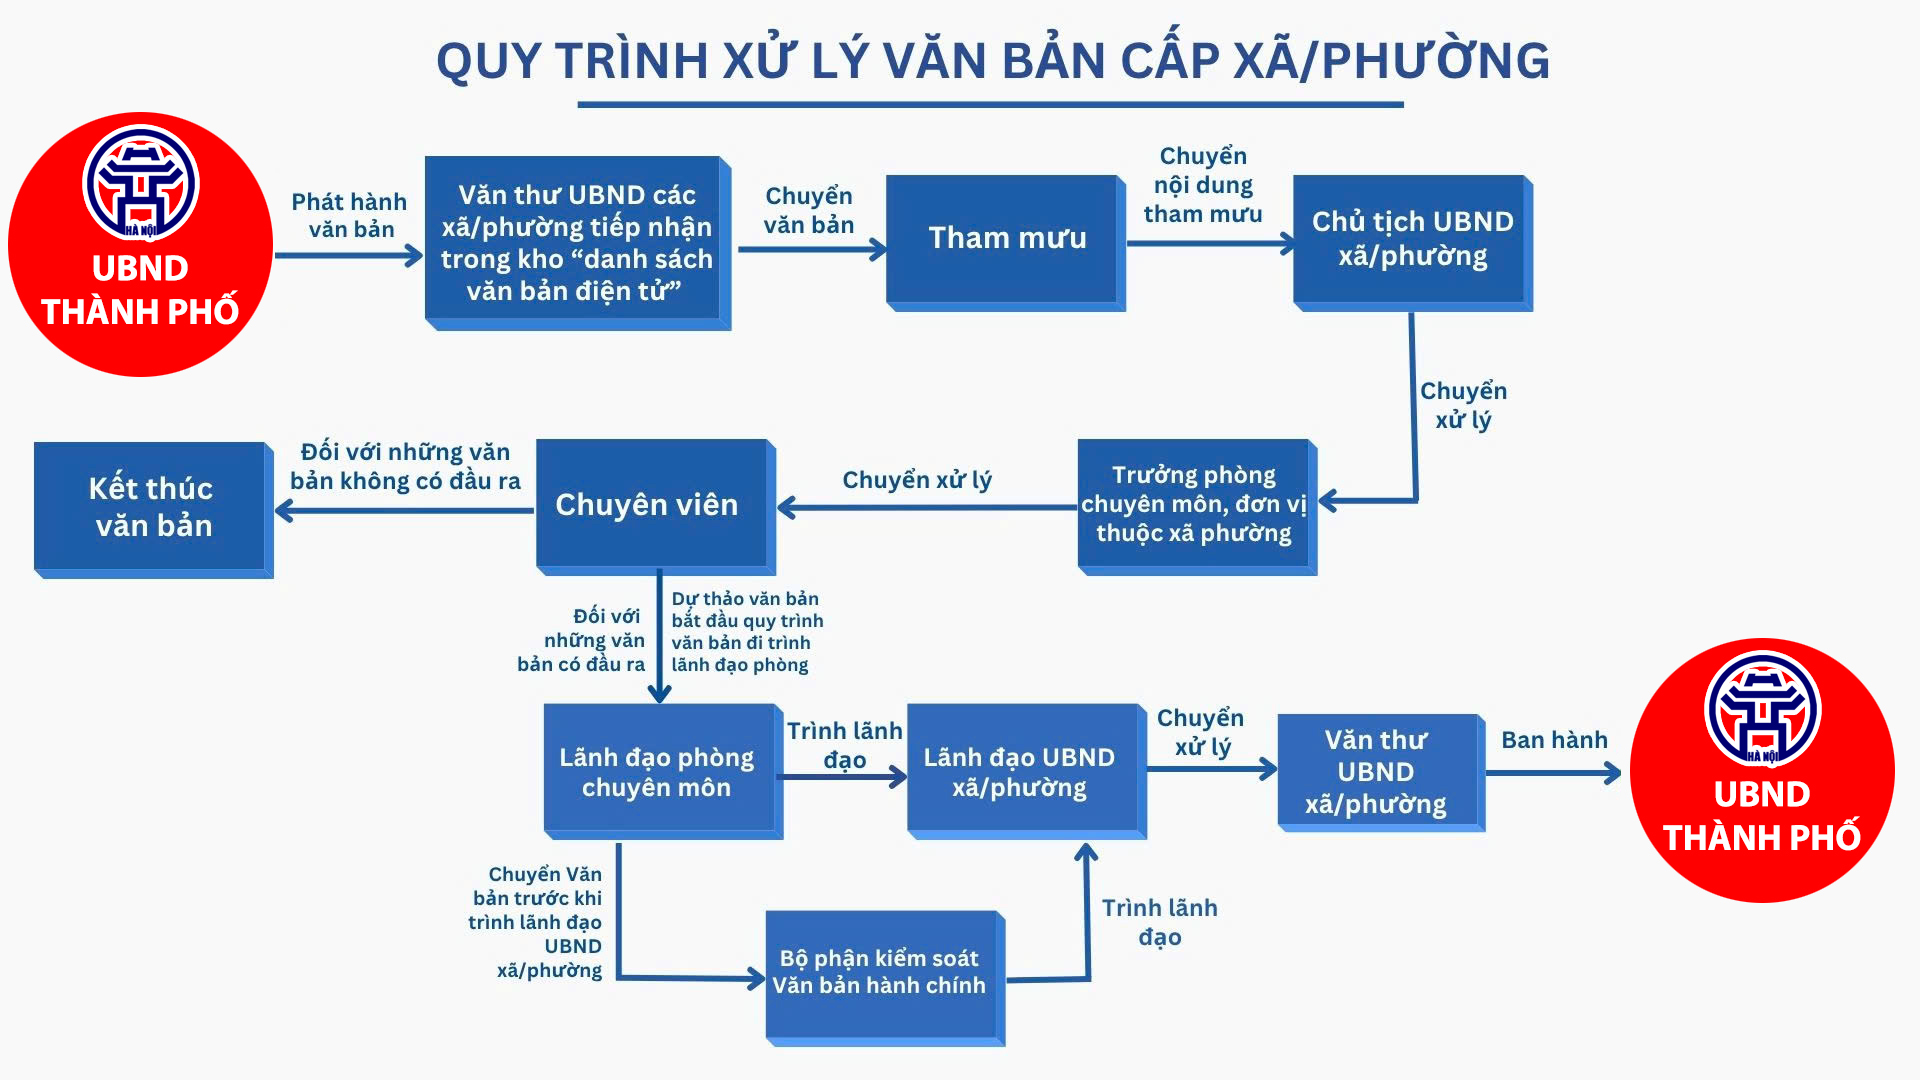 QUY TRÌNH XỬ LÝ VĂN BẢN CẤP XÃ/PHƯỜNG
HÀ NỘI
UBND
THÀNH PHỐ
Phát hành
văn bản
Văn thư UBND các
xã/phường tiếp nhận
trong kho “danh sách
văn bản điện tử”
Chuyển
văn bản
Tham mưu
Chuyển
nội dung
tham mưu
Chủ tịch UBND
xã/phường
Chuyển
xử lý
Trưởng phòng
chuyên môn, đơn vị
thuộc xã phường
Chuyển xử lý
Chuyên viên
Đối với những văn
bản không có đầu ra
Kết thúc
văn bản
Đối với
những văn
bản có đầu ra
Dự thảo văn bản
bắt đầu quy trình
văn bản đi trình
lãnh đạo phòng
Lãnh đạo phòng
chuyên môn
Trình lãnh
đạo
Lãnh đạo UBND
xã/phường
Chuyển
xử lý
Văn thư
UBND
xã/phường
Ban hành
HÀ NỘI
UBND
THÀNH PHỐ
Chuyển Văn
bản trước khi
trình lãnh đạo
UBND
xã/phường
Bộ phận kiểm soát
Văn bản hành chính
Trình lãnh
đạo